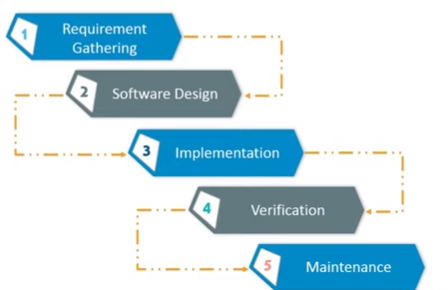 1
Requirement
Gathering
2
Software Design
3
Implementation
4
Verification
5
Maintenance